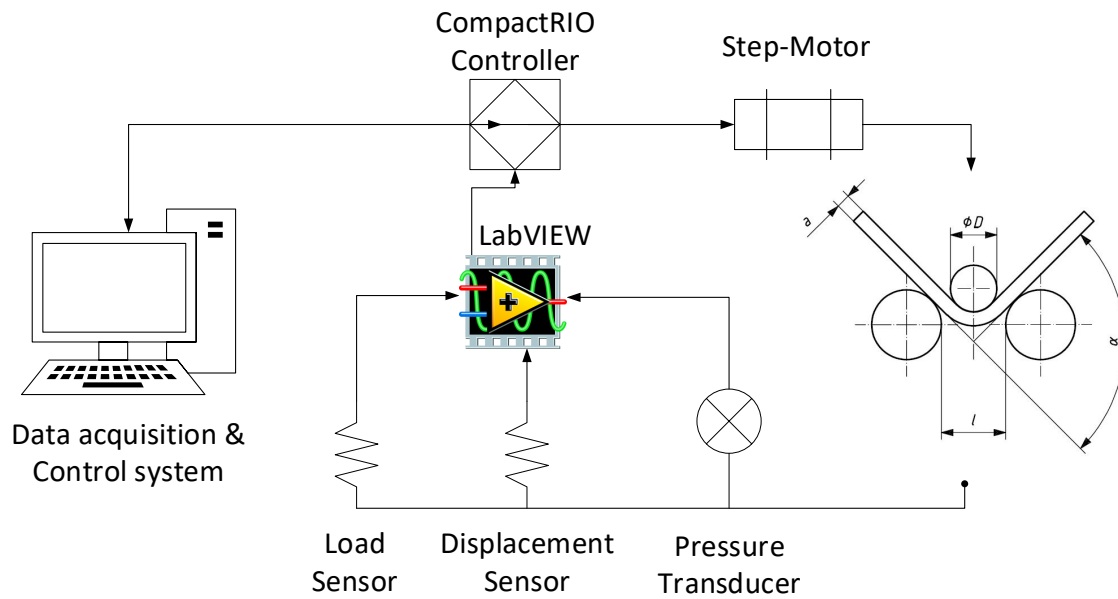 CompactRIO
Controller
Step-Motor
a
ϕD
LabVIEW
α
l
Data acquisition &
Control system
Load
Sensor
Displacement
Sensor
Pressure
Transducer